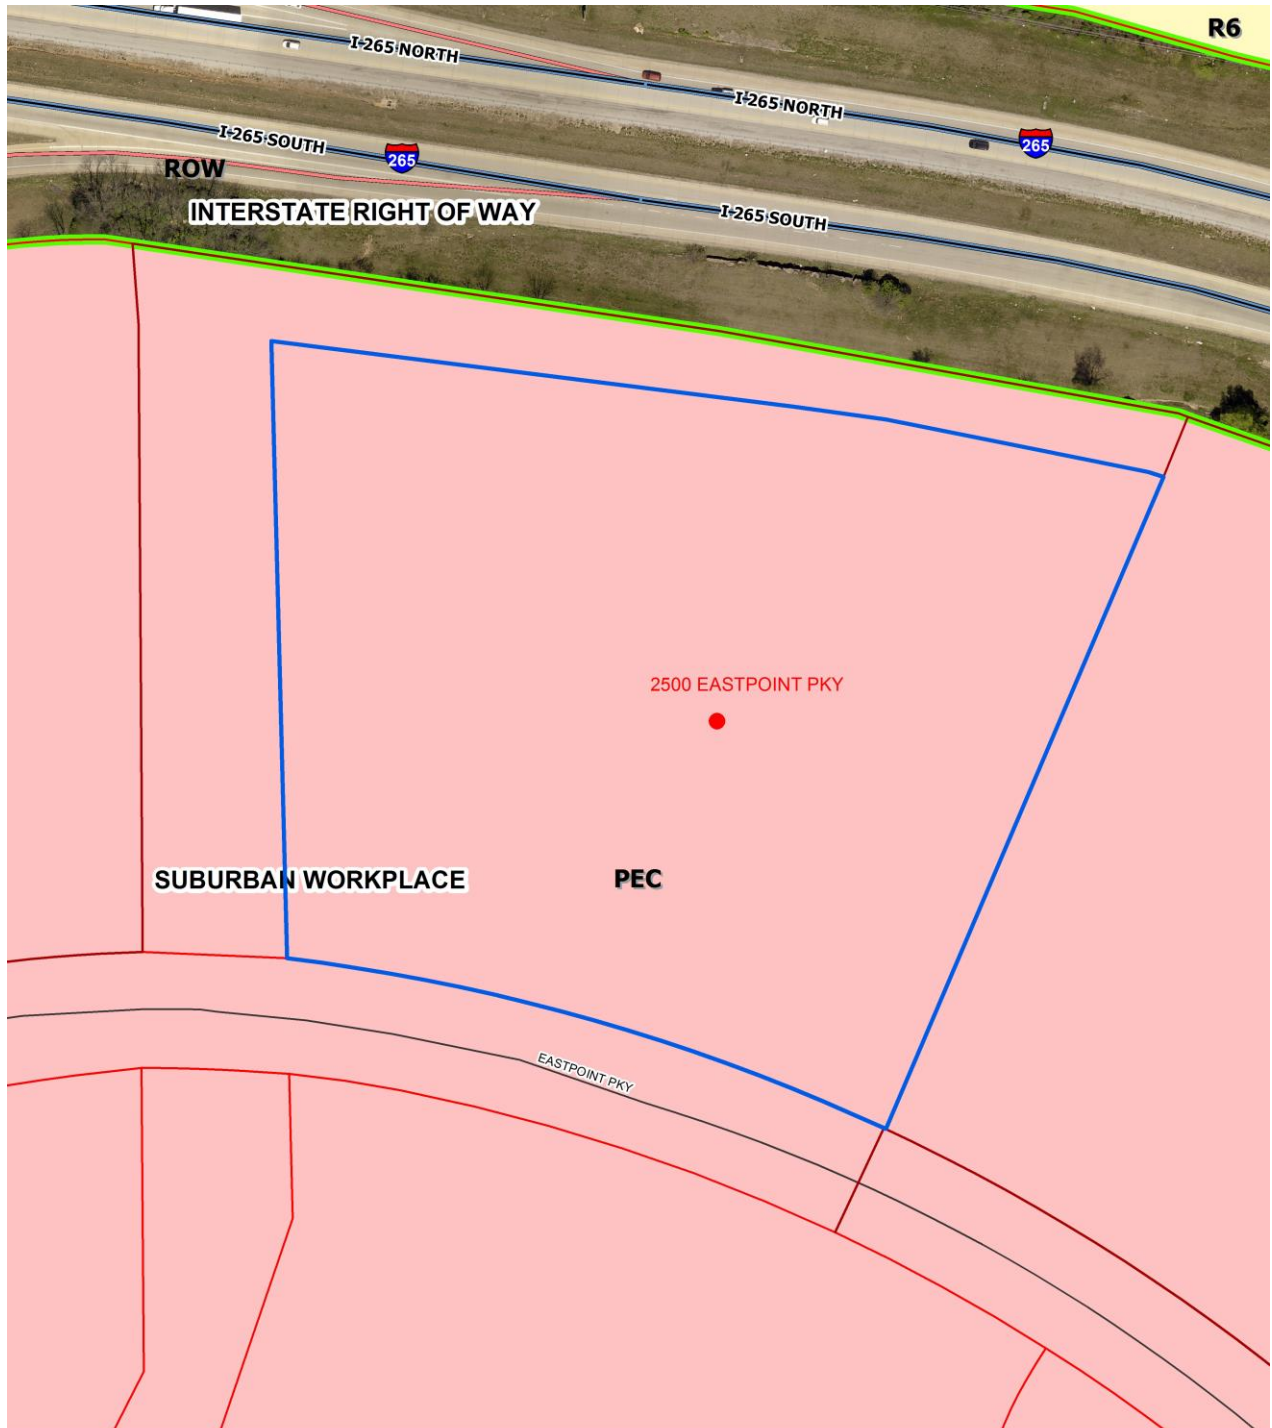 R6
I 265 NORTH
I 265 NORTH
265
I 265 SOUTH
265
ROW
INTERSTATE RIGHT OF WAY
I 265 SOUTH
2500 EASTPOINT PKY
SUBURBAN WORKPLACE
PEC
EASTPOINT PKY